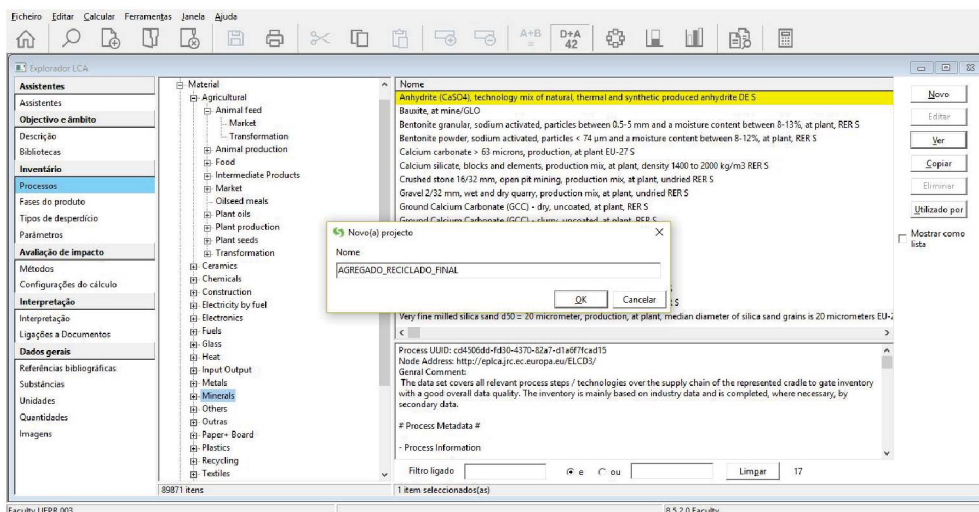 Ficheiro Editar Calcular Ferramentas Janela Ajuda
A+B
=
D+A
42
Explorador LCA
Assistentes
Assistentes
Objectivo e âmbito
Descrição
Bibliotecas
Inventário
Processos
Fases do produto
Tipos de desperdício
Parâmetros
Avaliação de impacto
Métodos
Configurações do cálculo
Interpretação
Interpretação
Ligações a Documentos
Dados gerais
Referências bibliográficas
Substâncias
Unidades
Quantidades
Imagens
Material
Agricultural
Animal feed
Market
Transformation
Animal production
Food
Intermediate Products
Market
Oilseed meals
Plant oils
Plant production
Plant seeds
Transformation
Ceramics
Chemicals
Construction
Electricity by fuel
Electronics
Fuels
Glass
Heat
Input Output
Metals
Minerals
Others
Outras
Paper+ Board
Plastics
Recycling
Textiles
89871 itens
Nome
Anhydrite (CaSO4), technology mix of natural, thermal and synthetic produced anhydrite DE S
Bauxite, at mine/GLO
Bentonite granular, sodium activated, particles between 0.5-5 mm and a moisture content between 8-13%, at plant, RER S
Bentonite powder, sodium activated, particles < 74 µm and a moisture content between 8-12%, at plant, RER S
Calcium carbonate > 63 microns, production, at plant EU-27 S
Calcium silicate, blocks and elements, production mix, at plant, density 1400 to 2000 kg/m3 RER S
Crushed stone 16/32 mm, open pit mining, production mix, at plant, undried RER S
Gravel 2/32 mm, wet and dry quarry, production mix, at plant, undried RER S
Ground Calcium Carbonate (GCC) - dry, uncoated, at plant, RER S
Ground Calcium Carbonate (GCC) - slurry, uncoated, at plant, RER S
Novo(a) projecto
Nome
AGREGADO_RECICLADO_FINAL
OK Cancelar
S
Very fine milled silica sand d50 = 20 micrometer, production, at plant, median diameter of silica sand grains is 20 micrometers EU-2
Process UUID: cd4506dd-fd30-4370-82a7-d1a6f7fcad15
Node Address: http://eplca.jrc.ec.europa.eu/ELCD3/
Genral Comment:
The data set covers all relevant process steps / technologies over the supply chain of the represented cradle to gate inventory
with a good overall data quality. The inventory is mainly based on industry data and is completed, where necessary, by
secondary data.
# Process Metadata #
- Process Information
Filtro ligado e ou Limpar 17
1 item seleccionados(as)
Novo
Editar
Ver
Copiar
Eliminar
Utilizado por
Mostrar como
lista
Faculty UFPR 003
8.5.2.0 Faculty